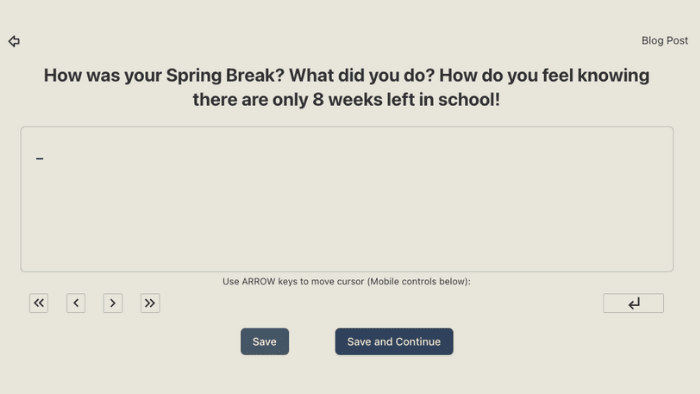 Blog Post
How was your Spring Break? What did you do? How do you feel knowing
there are only 8 weeks left in school!
Use ARROW keys to move cursor (Mobile controls below):
Save
Save and Continue